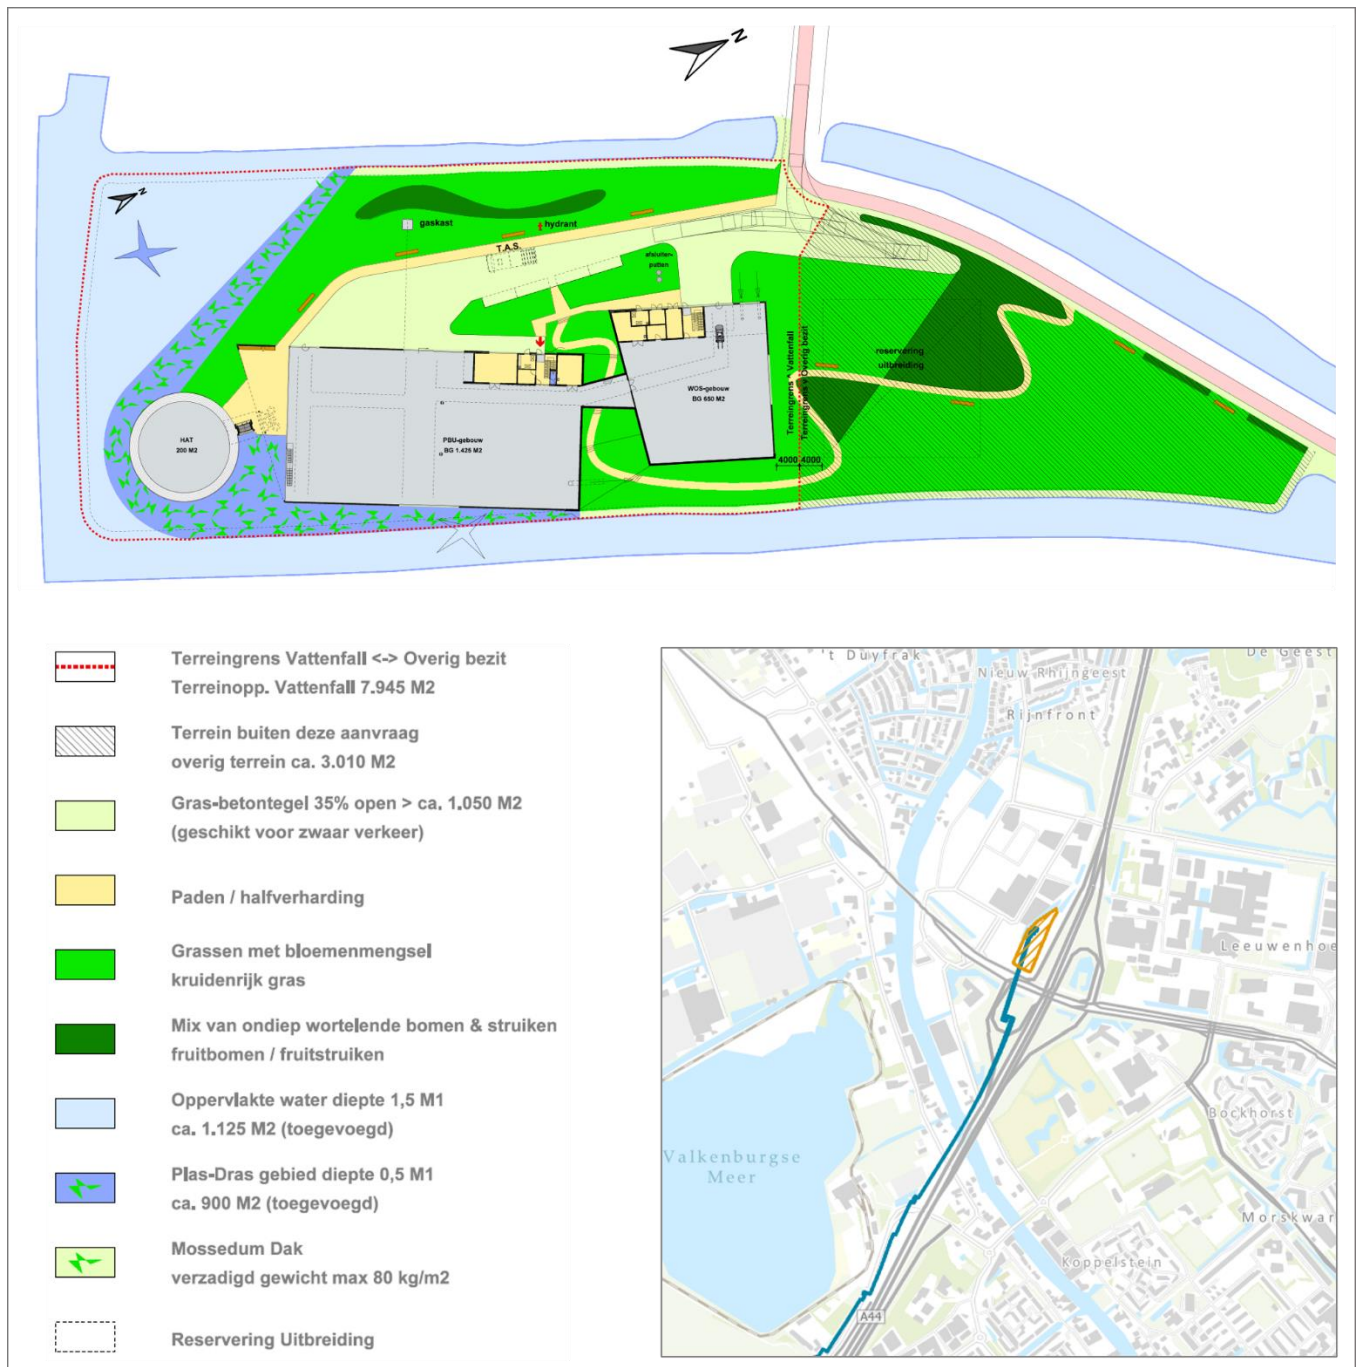 N
N
gaskast
hydrant
T.A.S.
afsluiter-
putten
reservering
uitbreiding
Terreingrens ^ Vattenfall
Terreingrens v Overig bezit
WOS-gebouw
BG 650 M2
HAT
200 M2
PBU-gebouw
BG 1.425 M2
4000 4000
Terreingrens Vattenfall <-> Overig bezit
Terreinopp. Vattenfall 7.945 M2
Terrein buiten deze aanvraag
overig terrein ca. 3.010 M2
Gras-betontegel 35% open > ca. 1.050 M2
(geschikt voor zwaar verkeer)
Paden / halfverharding
Grassen met bloemenmengsel
kruidenrijk gras
Mix van ondiep wortelende bomen & struiken
fruitbomen / fruitstruiken
Oppervlakte water diepte 1,5 M1
ca. 1.125 M2 (toegevoegd)
Plas-Dras gebied diepte 0,5 M1
ca. 900 M2 (toegevoegd)
Mossedum Dak
verzadigd gewicht max 80 kg/m2
Reservering Uitbreiding
't Duyfrak
De Geest
Nieuw Rhijngeest
Rijnfront
Leeuwenhoe
Bockhorst
Valkenburgse
Meer
Morskwar
Koppelstein
A44